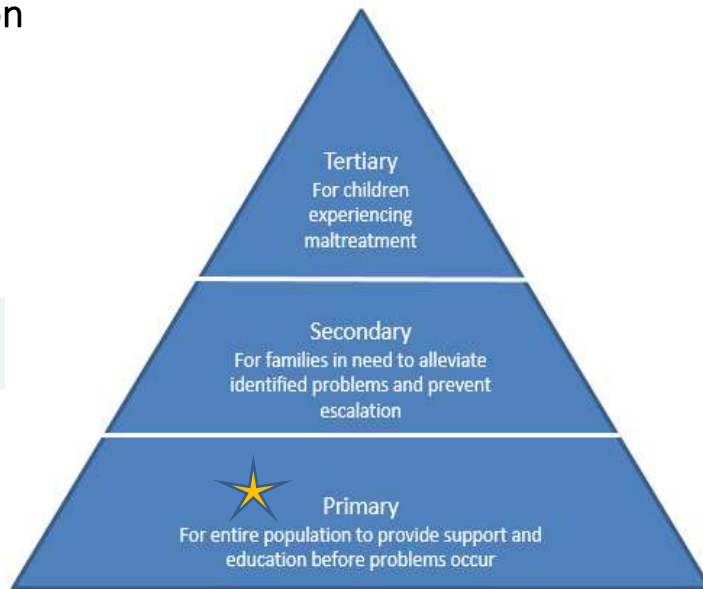 Tertiary
For children
experiencing
maltreatment
Secondary
For families in need to alleviate
identified problems and prevent
escalation
Primary
For entire population to provide support and
education before problems occur